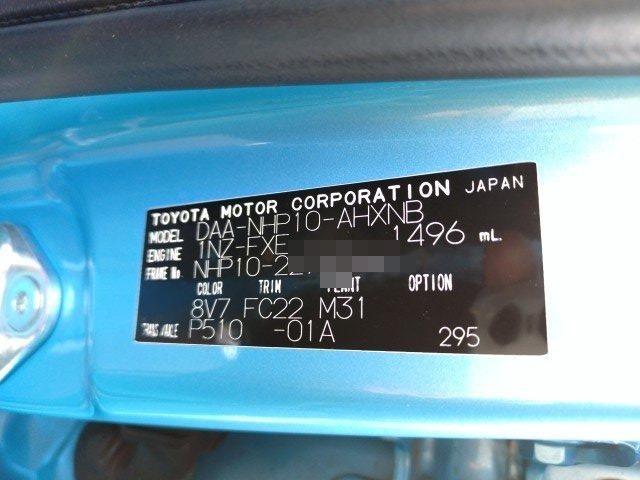 TOYOTA MOTOR CORPORATION JAPAN
MODEL DAA-NHP10-AHXNB
ENGINE 1NZ-FXE 1496 mL.
FRAME No. NHP10-22
COLOR TRIM PLANT OPTION
8V7 FC22 M31
TRANS/AXLE P510 -01A 295